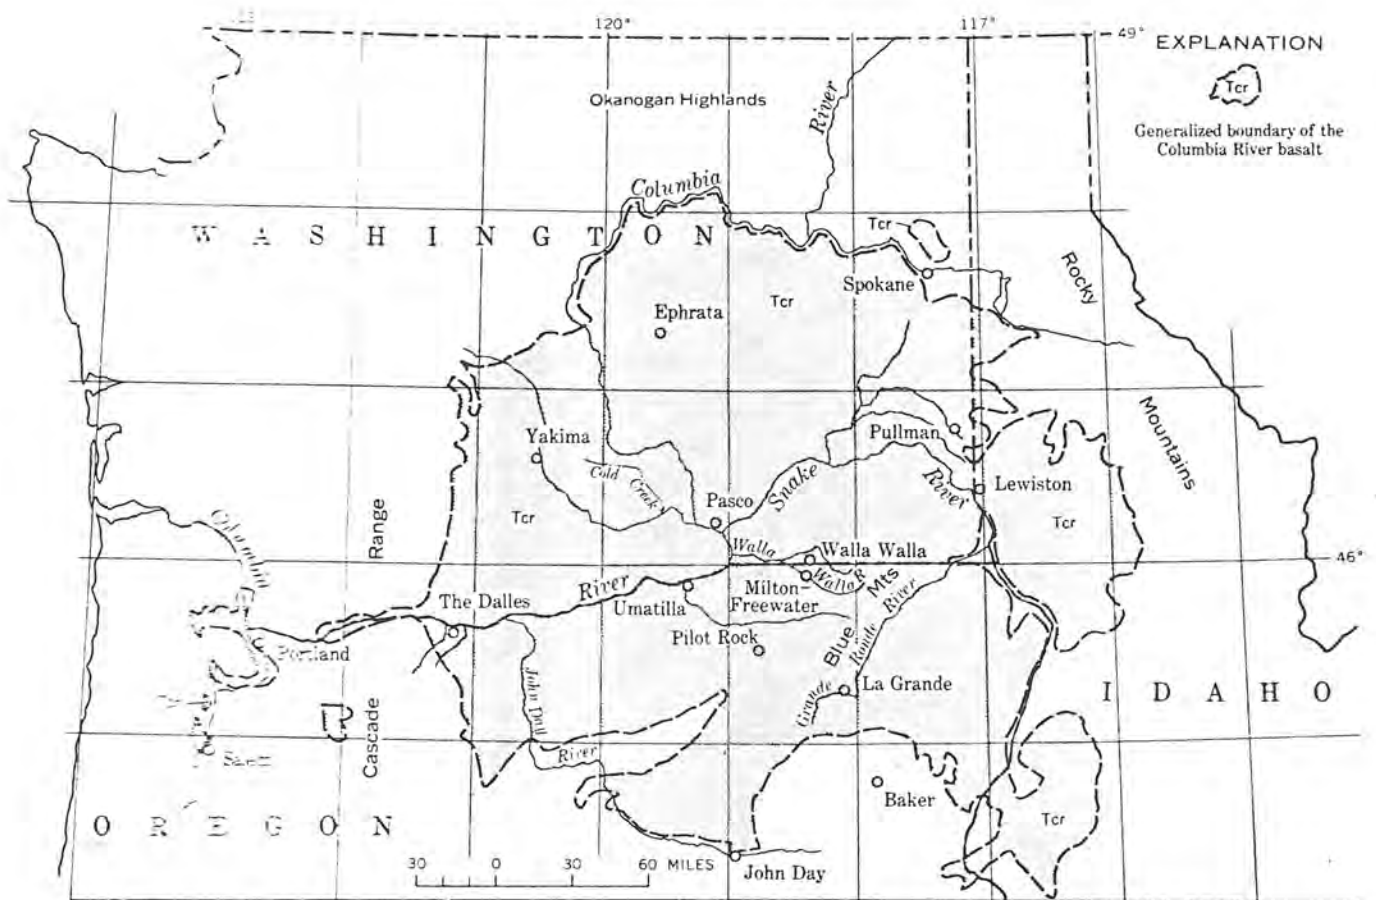 120°
117°
49°
EXPLANATION
Tcr
Generalized boundary of the
Columbia River basalt
Okanogan Highlands
River
Columbia
WASHINGTON
Tcr
Spokane
Rocky
Tcr
Ephrata
Mountains
Yakima
Pullman
Cold
Creek
Snake
River
Lewiston
Pasco
Tcr
Tcr
Range
Walla
Walla Walla
46°
Walla R
Mts
River
Milton-
Freewater
The Dalles
Umatilla
River
Portland
Pilot Rock
Blue
Ronde
John Day
Grande
La Grande
IDAHO
Cascade
River
Baker
Tcr
OREGON
30 0 30 60 MILES
John Day